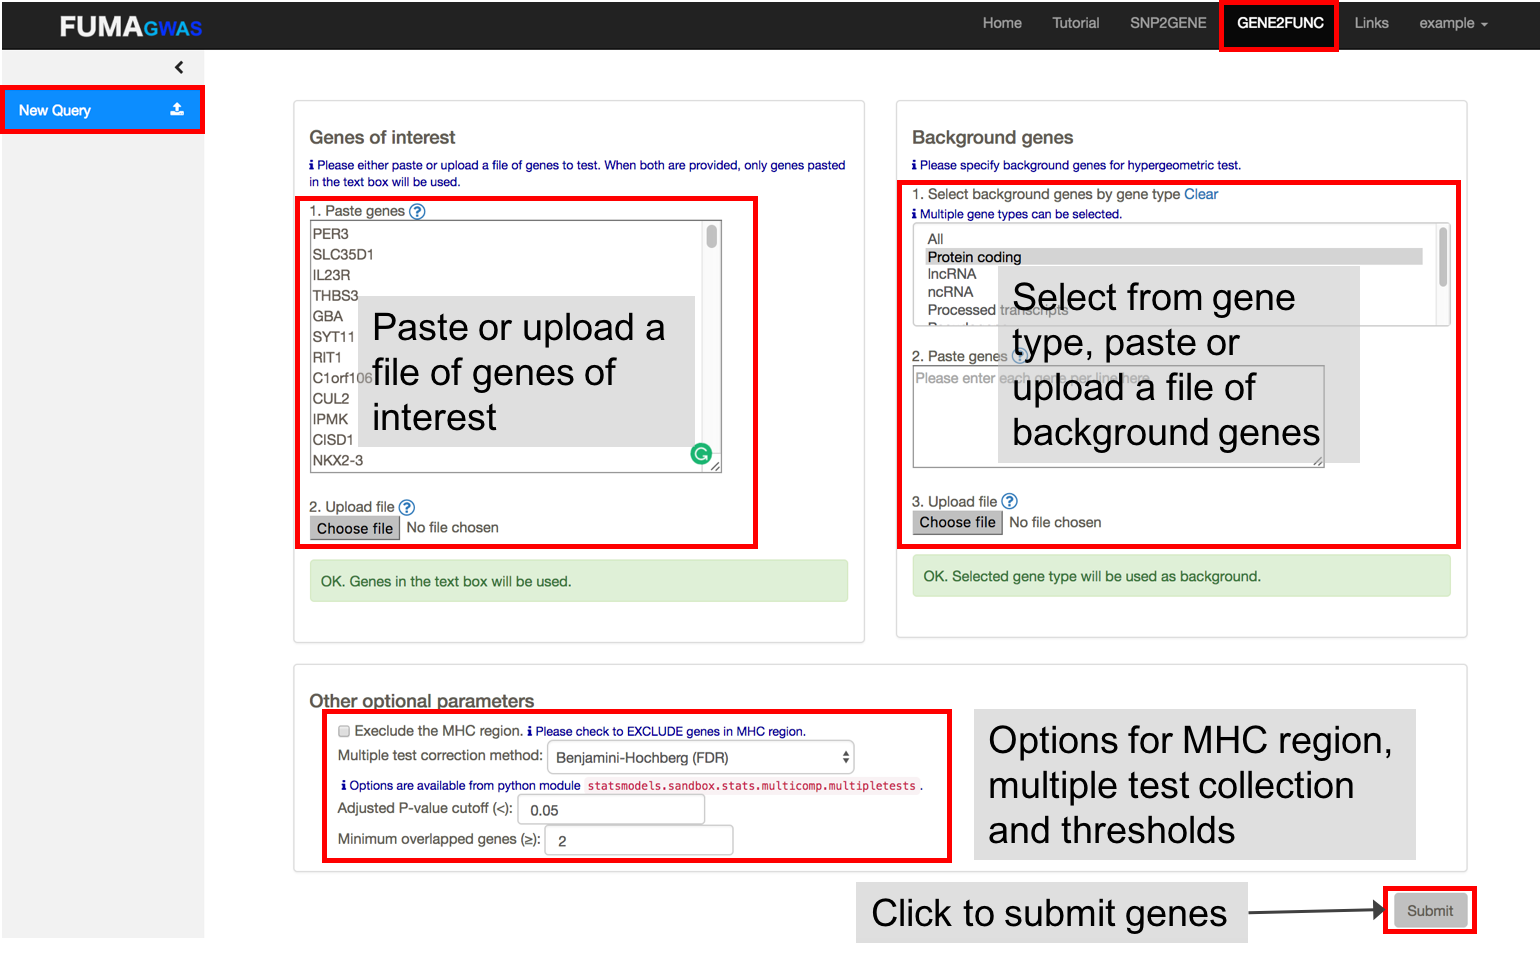 FUMAGWAS
Home Tutorial SNP2GENE GENE2FUNC Links example
New Query
Genes of interest
Please either paste or upload a file of genes to test. When both are provided, only genes pasted
in the text box will be used.
1. Paste genes
PER3
SLC35D1
IL23R
THBS3
GBA
SYT11
RIT1
C1orf106
CUL2
IPMK
CISD1
NKX2-3
Paste or upload a
file of genes of
interest
2. Upload file
Choose file No file chosen
OK. Genes in the text box will be used.
Background genes
Please specify background genes for hypergeometric test.
1. Select background genes by gene type Clear
Multiple gene types can be selected.
All
Protein coding
lncRNA
ncRNA
Processed transcripts
2. Paste genes
Please enter each gene per line here
Select from gene
type, paste or
upload a file of
background genes
3. Upload file
Choose file No file chosen
OK. Selected gene type will be used as background.
Other optional parameters
Execlude the MHC region. Please check to EXCLUDE genes in MHC region.
Multiple test correction method: Benjamini-Hochberg (FDR)
Options are available from python module statsmodels.sandbox.stats.multicomp.multipletests.
Adjusted P-value cutoff (<): 0.05
Minimum overlapped genes (≥): 2
Options for MHC region,
multiple test collection
and thresholds
Click to submit genes
Submit